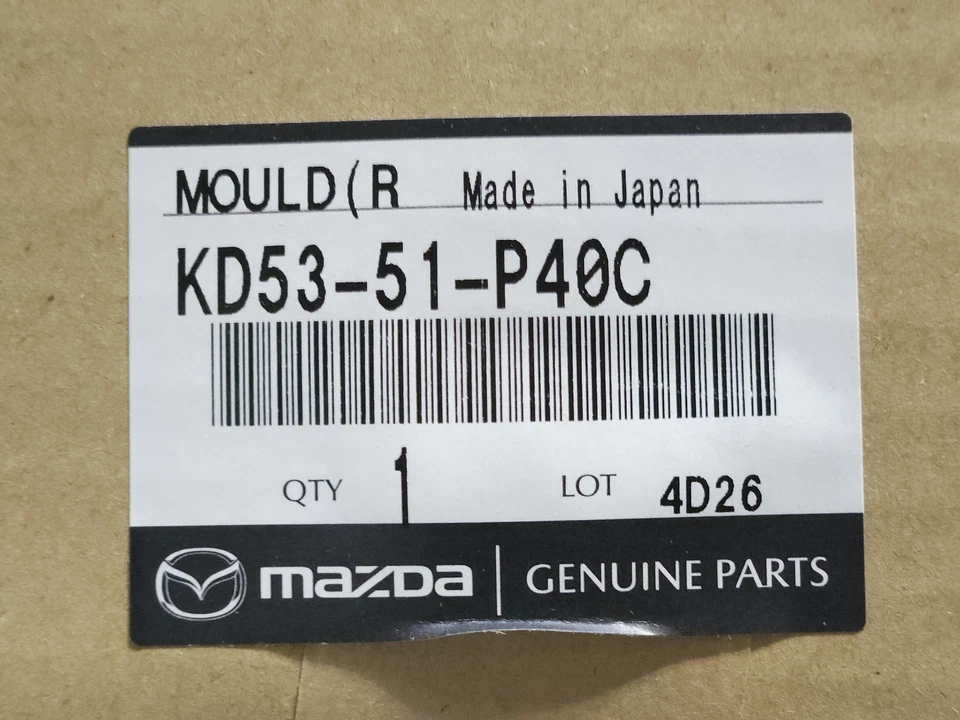 MOULD(R Made in Japan
KD53-51-P40C
QTY 1 LOT 4D26
mazda GENUINE PARTS